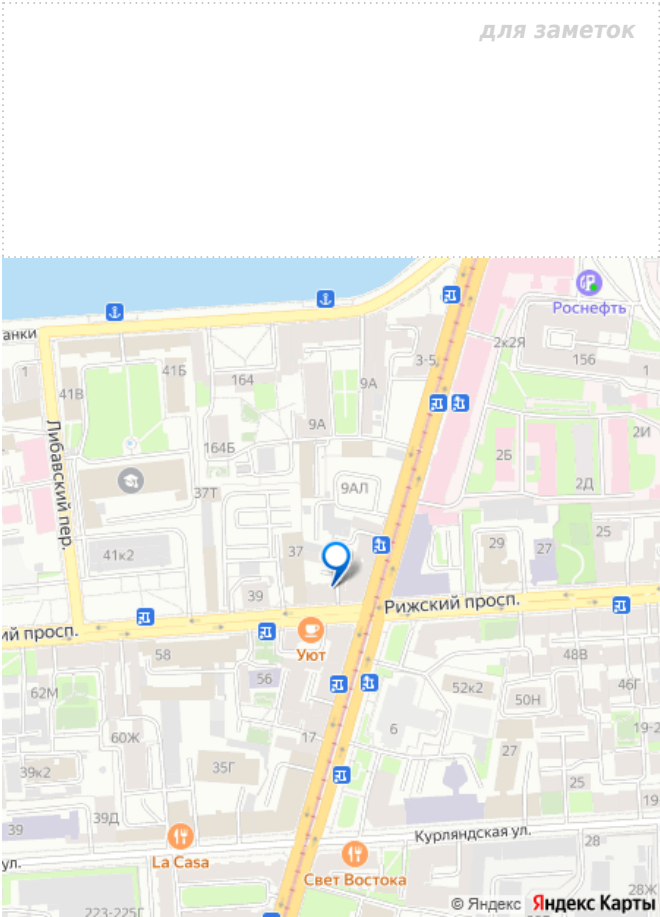 для заметок
Роснефть
анки
2к2Я
156
3-5
1
1
41Б
164
9А
41В
9А
2И
164Б
2Б
Либавский пер.
9АЛ
2Д
37Т
25
29
27
41к2
37
39
Рижский просп.
ий просп.
Уют
58
48В
56
52к2
46Г
62М
50Н
6
19-2
60Ж
17
27
35Г
39к2
25
19
39Д
39
Курляндская ул.
28
La Casa
ул.
Свет Востока
28Ж
223-225Г
© Яндекс Яндекс Карты